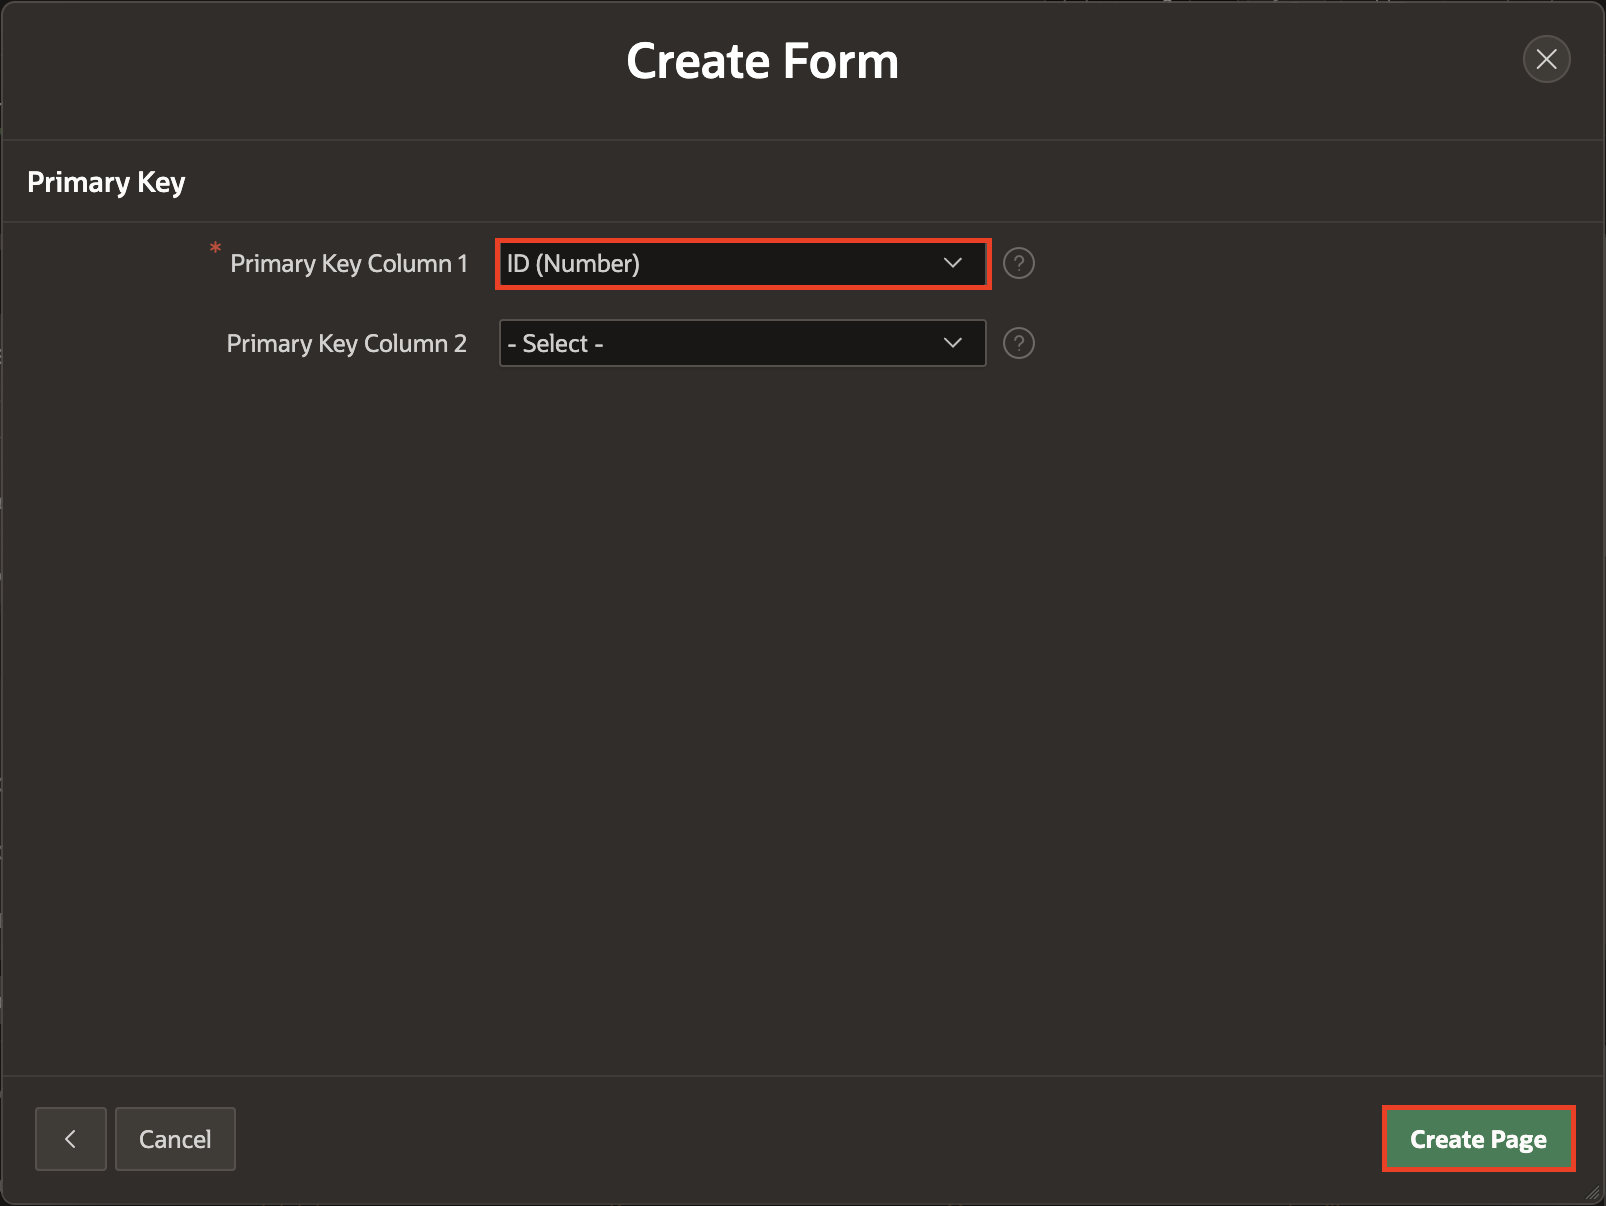 Create Form
Primary Key
* Primary Key Column 1 ID (Number) ?
Primary Key Column 2 - Select - ?
Cancel Create Page